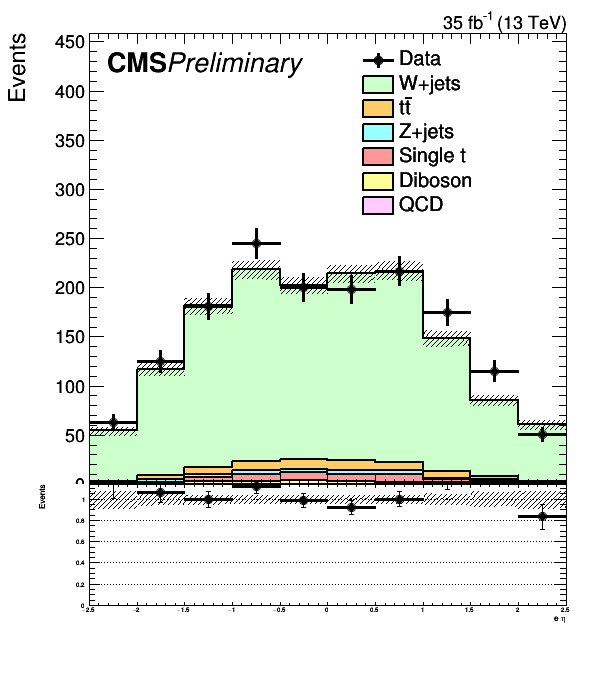 35 fb⁻¹ (13 TeV)
Events
CMSPreliminary
450
400
350
300
250
200
150
100
50
0
Data
W+jets
tt̄
Z+jets
Single t
Diboson
QCD
Events
1
0.8
0.6
0.4
0.2
0
-2.5 -2 -1.5 -1 -0.5 0 0.5 1 1.5 2 2.5
e η